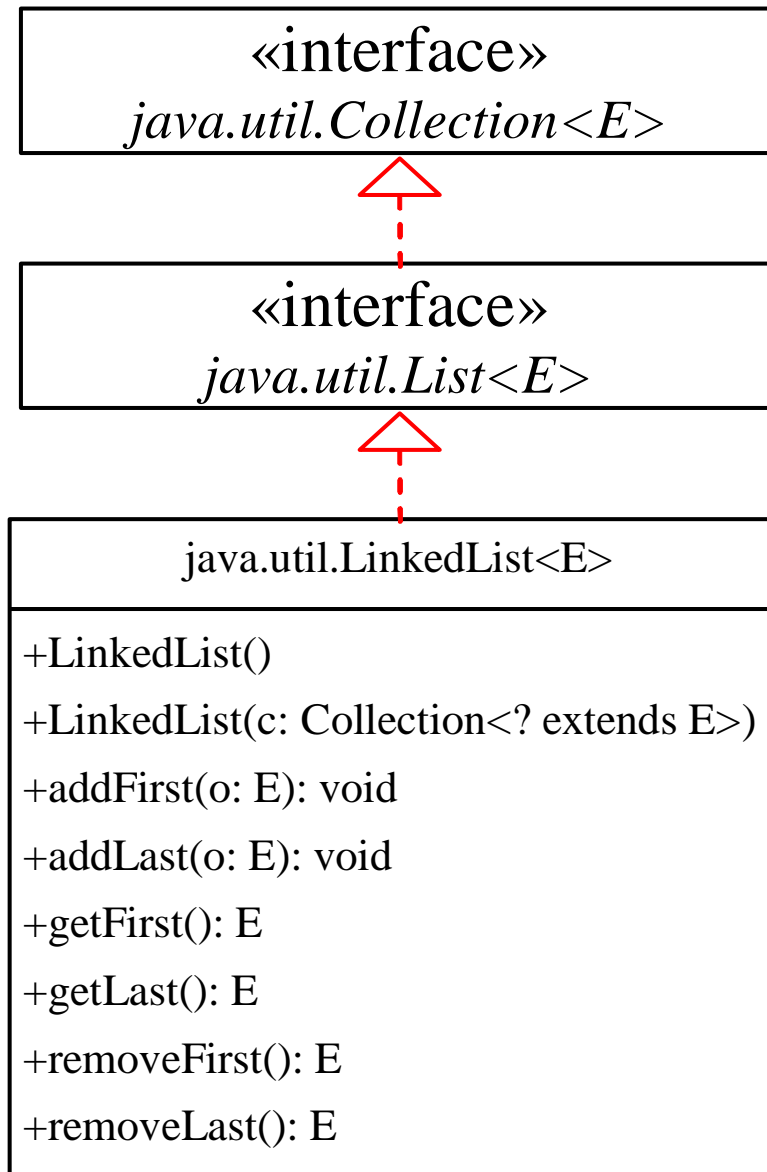 «interface»
java.util.Collection<E>
«interface»
java.util.List<E>
java.util.LinkedList<E>
+LinkedList()
+LinkedList(c: Collection<? extends E>)
+addFirst(o: E): void
+addLast(o: E): void
+getFirst(): E
+getLast(): E
+removeFirst(): E
+removeLast(): E